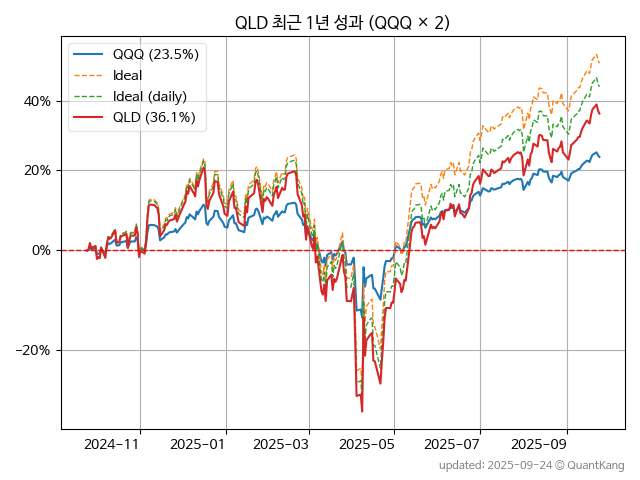 QLD 최근 1년 성과 (QQQ × 2)
QQQ (23.5%)
Ideal
Ideal (daily)
QLD (36.1%)
40%
20%
0%
−20%
2024-11 2025-01 2025-03 2025-05 2025-07 2025-09
updated: 2025-09-24 © QuantKang